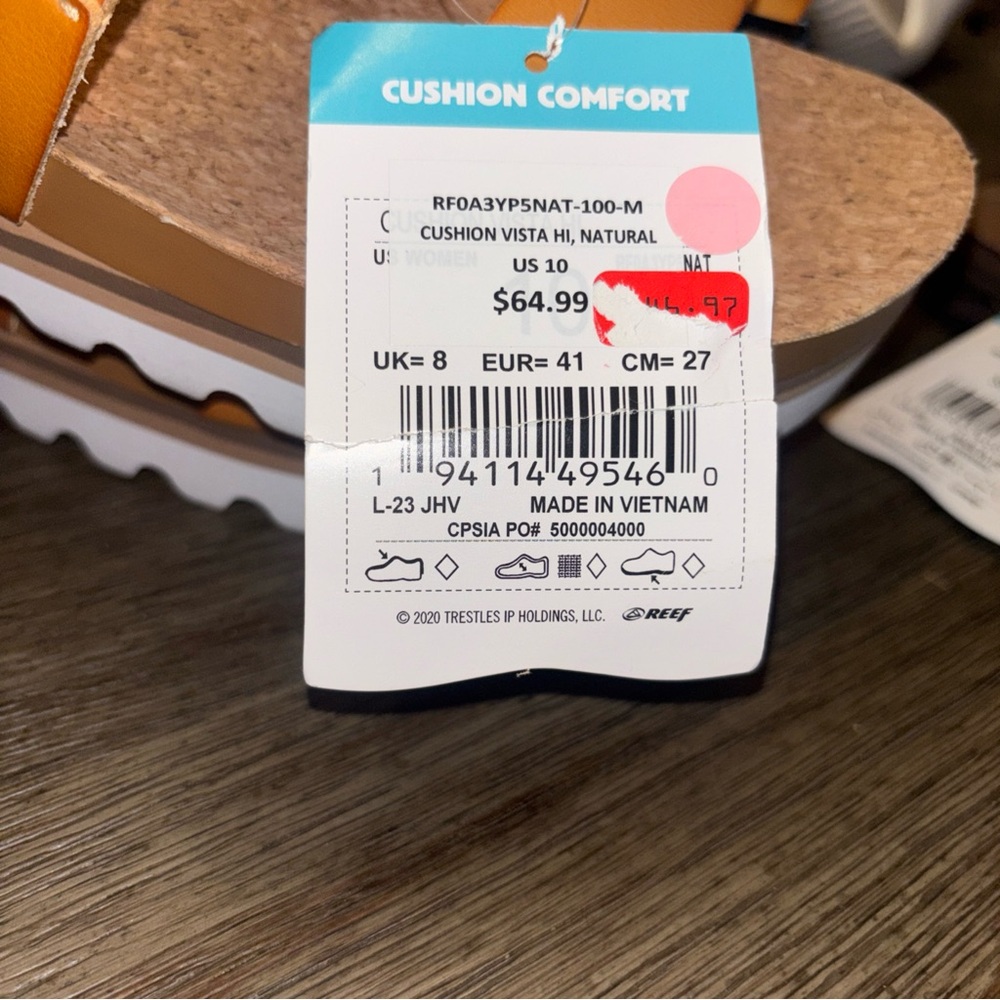 CUSHION COMFORT
RF0A3YP5NAT-100-M
CUSHION VISTA HI, NATURAL
US WOMEN
NAT
US 10
$64.99
UK= 8 EUR= 41 CM= 27
1 94114 49546 0
L-23 JHV MADE IN VIETNAM
CPSIA PO# 5000004000
© 2020 TRESTLES IP HOLDINGS, LLC. REEF